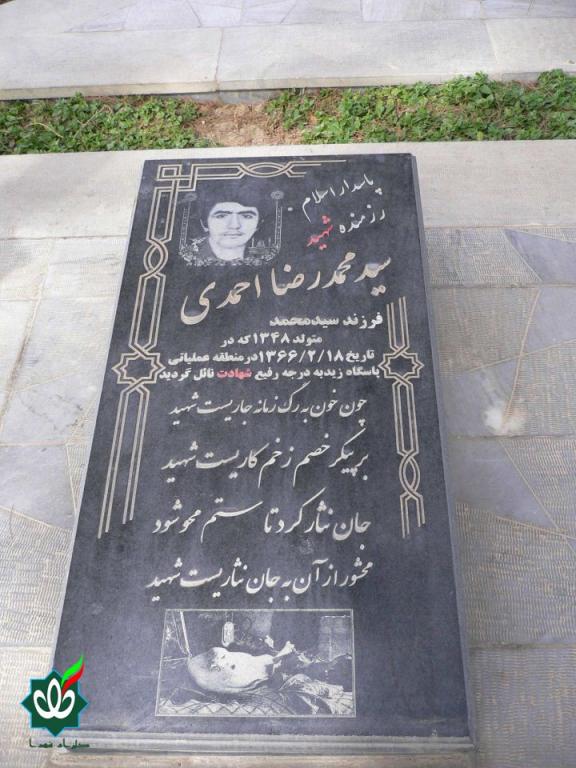 پاسدار اسلام
رزمنده شهید
سید محمد رضا احمدی
فرزند سید محمد
متولد ۱۳۴۸ که در
تاریخ ۱۳۶۶/۲/۱۸ در منطقه عملیاتی
پاسگاه زید به درجه رفیع شهادت نائل گردید
چون خون به رگ زمانه جاریست شهید
بر پیکر خصم زخم کاریست شهید
جان نثار کرد تا ستم محو شود
محشور از آن به جان نثاریست شهید